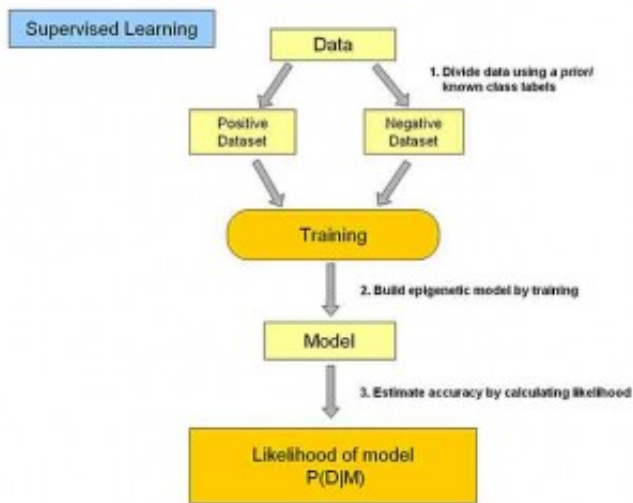 Supervised Learning
Data
1. Divide data using a priori
known class labels
Positive
Dataset
Negative
Dataset
Training
2. Build epigenetic model by training
Model
3. Estimate accuracy by calculating likelihood
Likelihood of model
P(D|M)